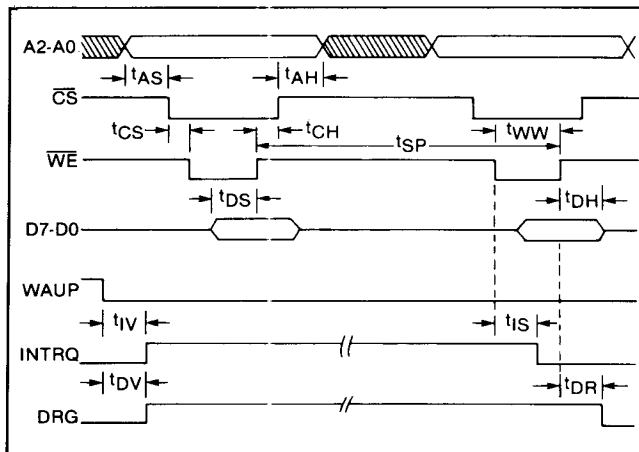 A2-A0
tAS
tAH
CS
tCS
tCH
tSP
tWW
WE
tDS
tDH
D7-D0
WAUP
tIV
tIS
INTRQ
tDV
tDR
DRG